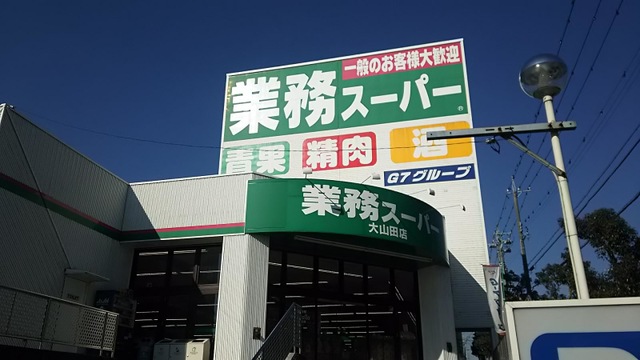 一般のお客様大歓迎
業務スーパー®
青果 精肉 酒
G7グループ
業務スーパー
大山田店